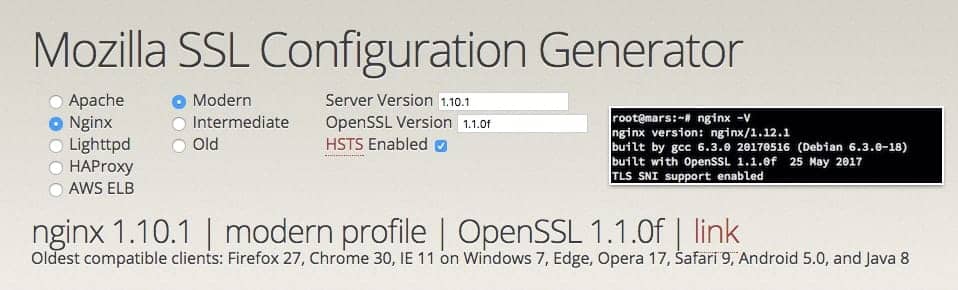 Mozilla SSL Configuration Generator
Apache
Nginx
Lighttpd
HAProxy
AWS ELB
Modern
Intermediate
Old
Server Version 1.10.1
OpenSSL Version 1.1.0f
HSTS Enabled
root@mars:~# nginx -V
nginx version: nginx/1.12.1
built by gcc 6.3.0 20170516 (Debian 6.3.0-18)
built with OpenSSL 1.1.0f  25 May 2017
TLS SNI support enabled
nginx 1.10.1 | modern profile | OpenSSL 1.1.0f | link
Oldest compatible clients: Firefox 27, Chrome 30, IE 11 on Windows 7, Edge, Opera 17, Safari 9, Android 5.0, and Java 8